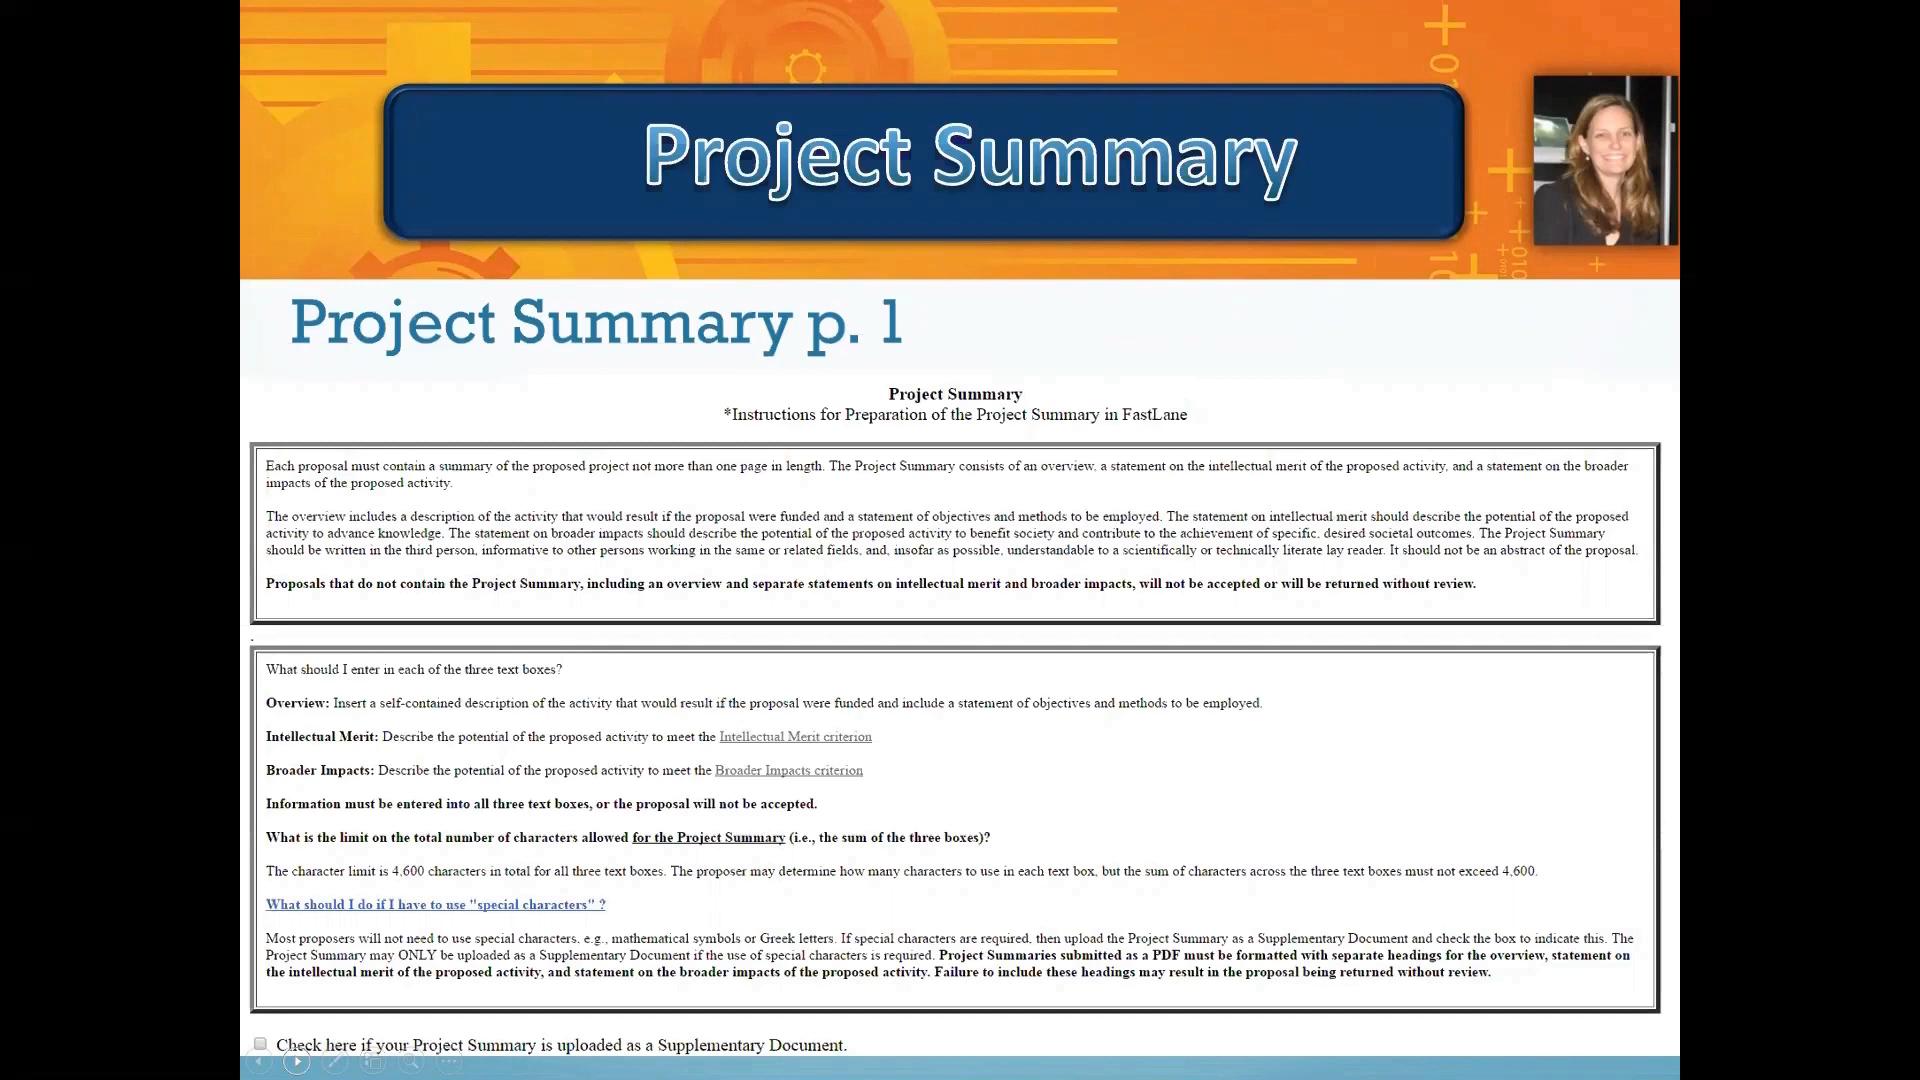 Project Summary
Project Summary p. 1
Project Summary
*Instructions for Preparation of the Project Summary in FastLane
Each proposal must contain a summary of the proposed project not more than one page in length. The Project Summary consists of an overview, a statement on the intellectual merit of the proposed activity, and a statement on the broader
impacts of the proposed activity.
The overview includes a description of the activity that would result if the proposal were funded and a statement of objectives and methods to be employed. The statement on intellectual merit should describe the potential of the proposed
activity to advance knowledge. The statement on broader impacts should describe the potential of the proposed activity to benefit society and contribute to the achievement of specific, desired societal outcomes. The Project Summary
should be written in the third person, informative to other persons working in the same or related fields, and, insofar as possible, understandable to a scientifically or technically literate lay reader. It should not be an abstract of the proposal.
Proposals that do not contain the Project Summary, including an overview and separate statements on intellectual merit and broader impacts, will not be accepted or will be returned without review.
What should I enter in each of the three text boxes?
Overview: Insert a self-contained description of the activity that would result if the proposal were funded and include a statement of objectives and methods to be employed.
Intellectual Merit: Describe the potential of the proposed activity to meet the Intellectual Merit criterion
Broader Impacts: Describe the potential of the proposed activity to meet the Broader Impacts criterion
Information must be entered into all three text boxes, or the proposal will not be accepted.
What is the limit on the total number of characters allowed for the Project Summary (i.e., the sum of the three boxes)?
The character limit is 4,600 characters in total for all three text boxes. The proposer may determine how many characters to use in each text box, but the sum of characters across the three text boxes must not exceed 4,600.
What should I do if I have to use "special characters" ?
Most proposers will not need to use special characters, e.g., mathematical symbols or Greek letters. If special characters are required, then upload the Project Summary as a Supplementary Document and check the box to indicate this. The
Project Summary may ONLY be uploaded as a Supplementary Document if the use of special characters is required. Project Summaries submitted as a PDF must be formatted with separate headings for the overview, statement on
the intellectual merit of the proposed activity, and statement on the broader impacts of the proposed activity. Failure to include these headings may result in the proposal being returned without review.
Check here if your Project Summary is uploaded as a Supplementary Document.